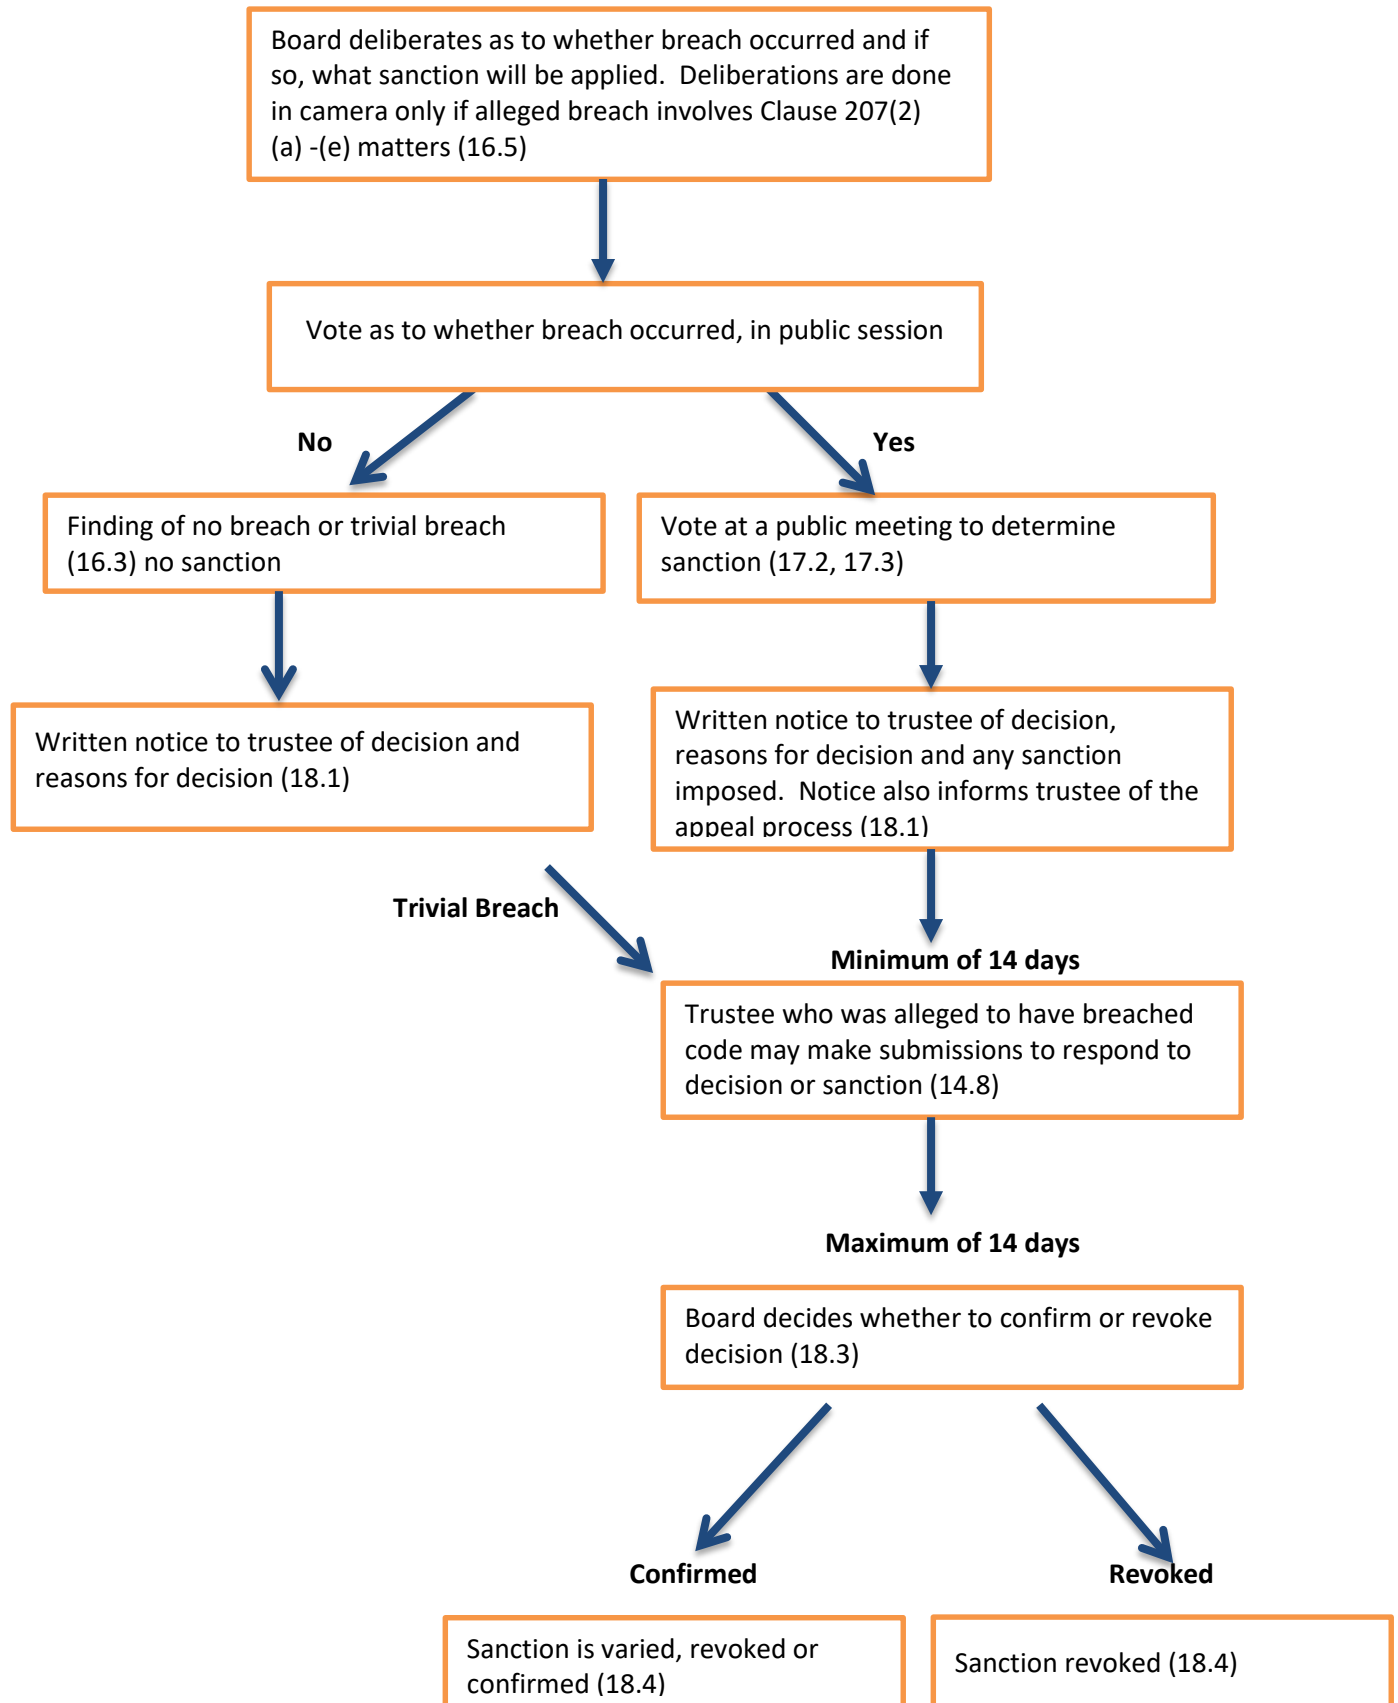 Board deliberates as to whether breach occurred and if
so, what sanction will be applied.  Deliberations are done
in camera only if alleged breach involves Clause 207(2)
(a) -(e) matters (16.5)
Vote as to whether breach occurred, in public session
No
Yes
Finding of no breach or trivial breach
(16.3) no sanction
Vote at a public meeting to determine
sanction (17.2, 17.3)
Written notice to trustee of decision and
reasons for decision (18.1)
Written notice to trustee of decision,
reasons for decision and any sanction
imposed.  Notice also informs trustee of the
appeal process (18.1)
Trivial Breach
Minimum of 14 days
Trustee who was alleged to have breached
code may make submissions to respond to
decision or sanction (14.8)
Maximum of 14 days
Board decides whether to confirm or revoke
decision (18.3)
Confirmed
Revoked
Sanction is varied, revoked or
confirmed (18.4)
Sanction revoked (18.4)